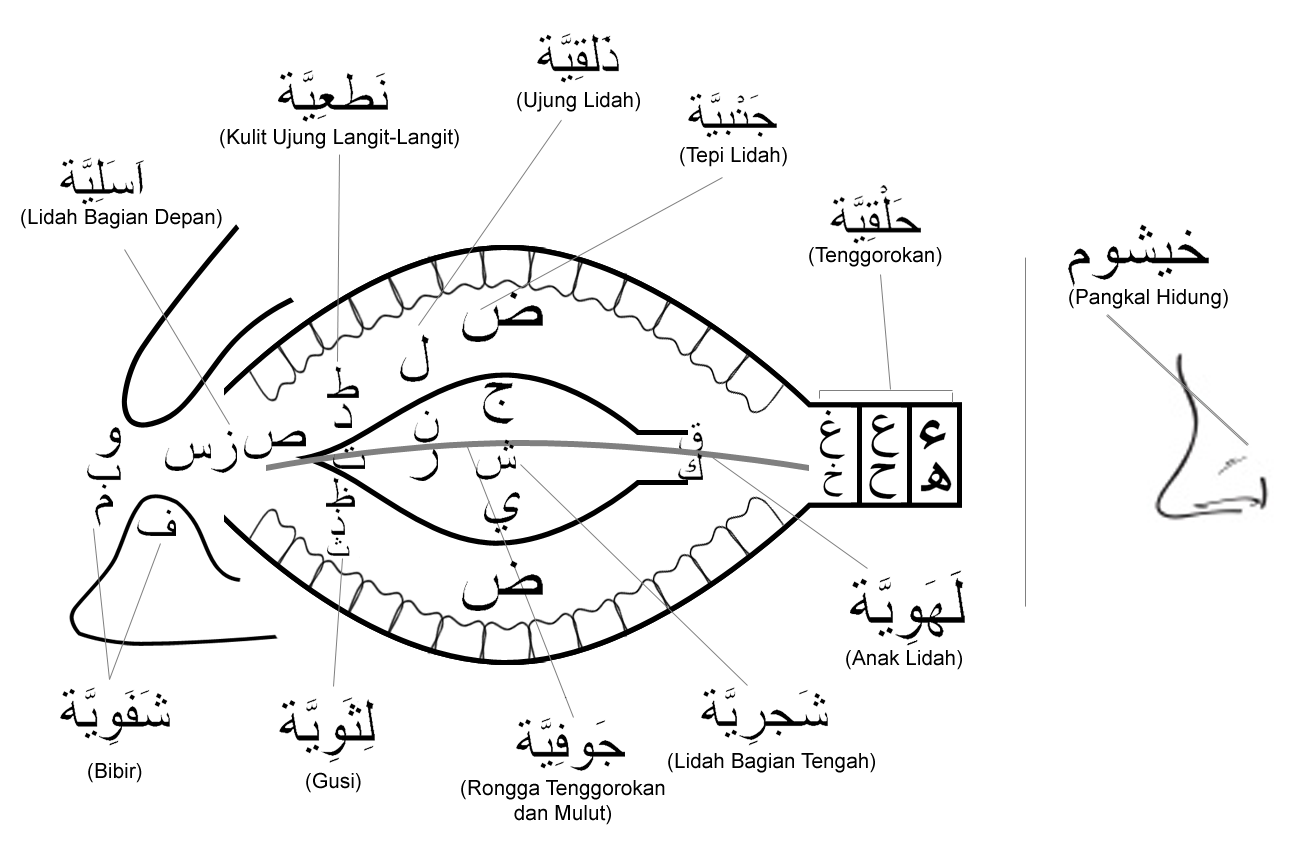 ذَلَقِيَّة
(Ujung Lidah)
نَطعِيَّة
(Kulit Ujung Langit-Langit)
جَنْبيَّة
(Tepi Lidah)
اَسَلِيَّة
(Lidah Bagian Depan)
حَلْقِيَّة
(Tenggorokan)
خيشوم
(Pangkal Hidung)
ض
ل
ط
د
ت
ج
ن
ر
ش
ي
ق
ك
غ ع ء
خ ح ه
و
ب
م
ص
ز
س
ف
ظ
ذ
ث
ض
لَهَوِيَّة
(Anak Lidah)
شَفَوِيَّة
(Bibir)
لِثَوِيَّة
(Gusi)
جَوفِيَّة
(Rongga Tenggorokan
dan Mulut)
شَجرِيَّة
(Lidah Bagian Tengah)